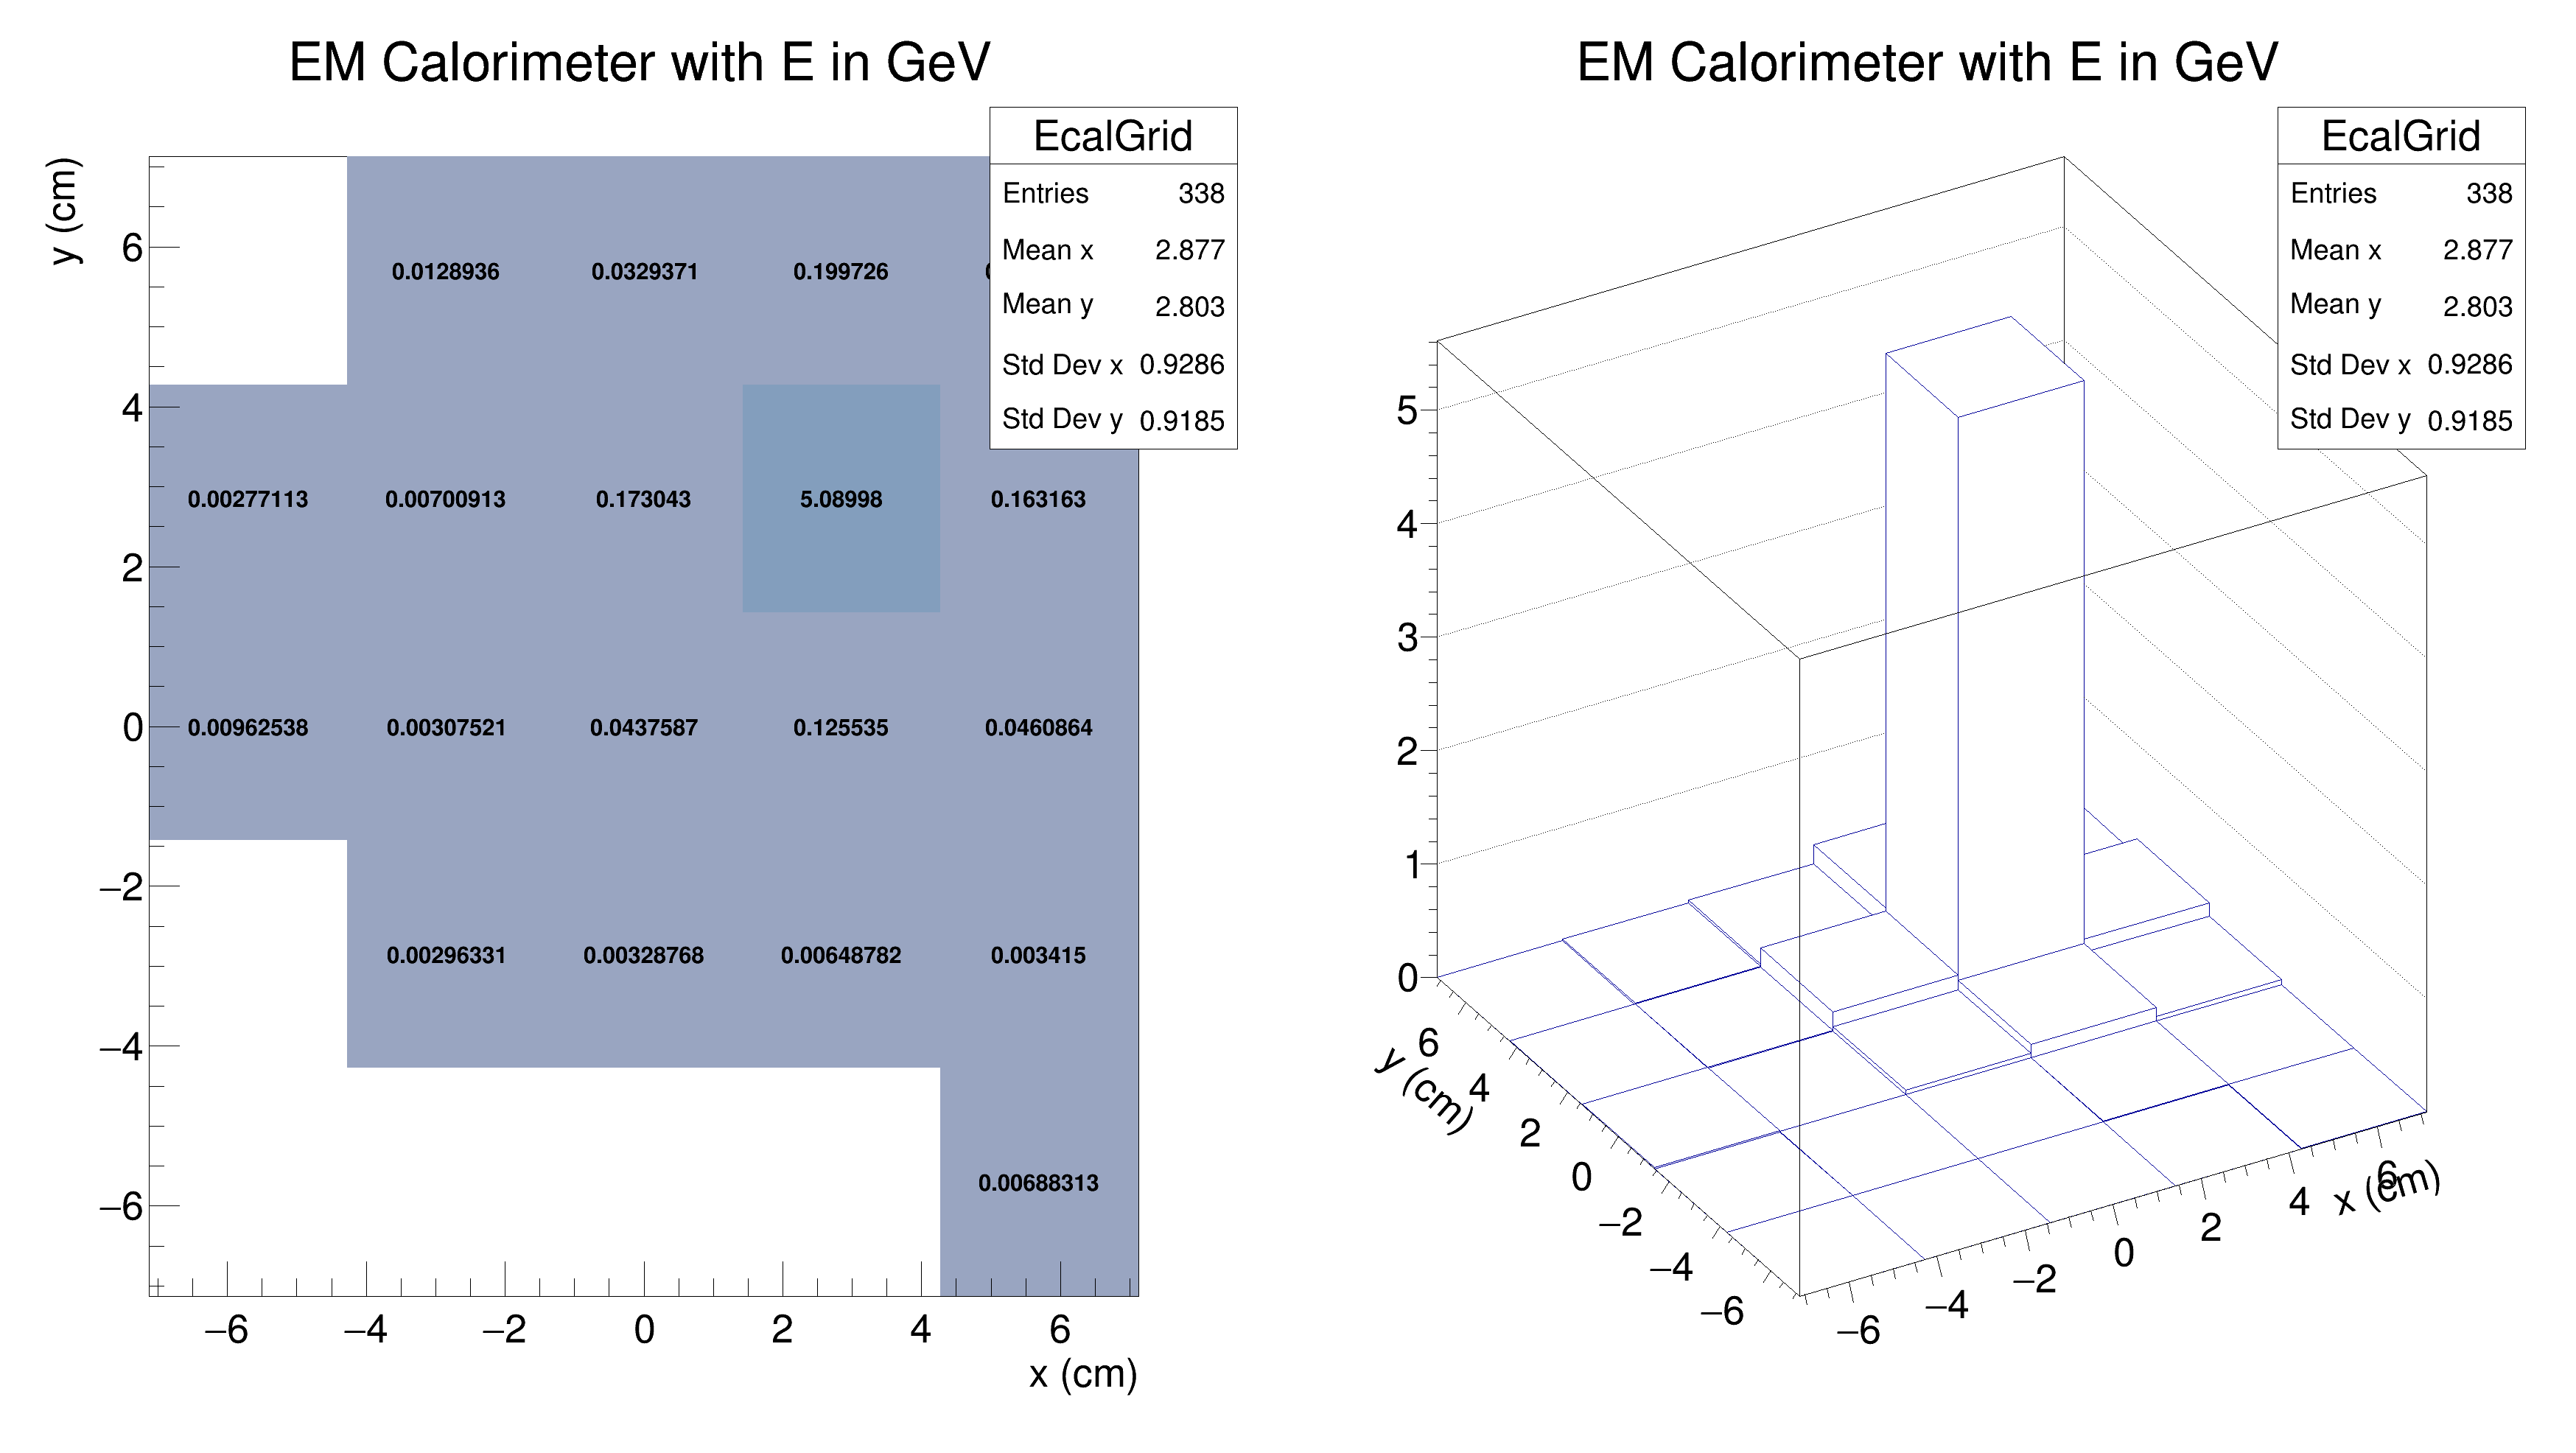 EM Calorimeter with E in GeV
EcalGrid
Entries 338
Mean x 2.877
Mean y 2.803
Std Dev x 0.9286
Std Dev y 0.9185
y (cm)
6
4
2
0
−2
−4
−6
0.0128936 0.0329371 0.199726
0.00277113 0.00700913 0.173043 5.08998 0.163163
0.00962538 0.00307521 0.0437587 0.125535 0.0460864
0.00296331 0.00328768 0.00648782 0.003415
0.00688313
−6 −4 −2 0 2 4 6
x (cm)
EM Calorimeter with E in GeV
EcalGrid
Entries 338
Mean x 2.877
Mean y 2.803
Std Dev x 0.9286
Std Dev y 0.9185
5
4
3
2
1
0
y (cm)
6
4
2
0
−2
−4
−6
−6 −4 −2 0 2 4 6
x (cm)